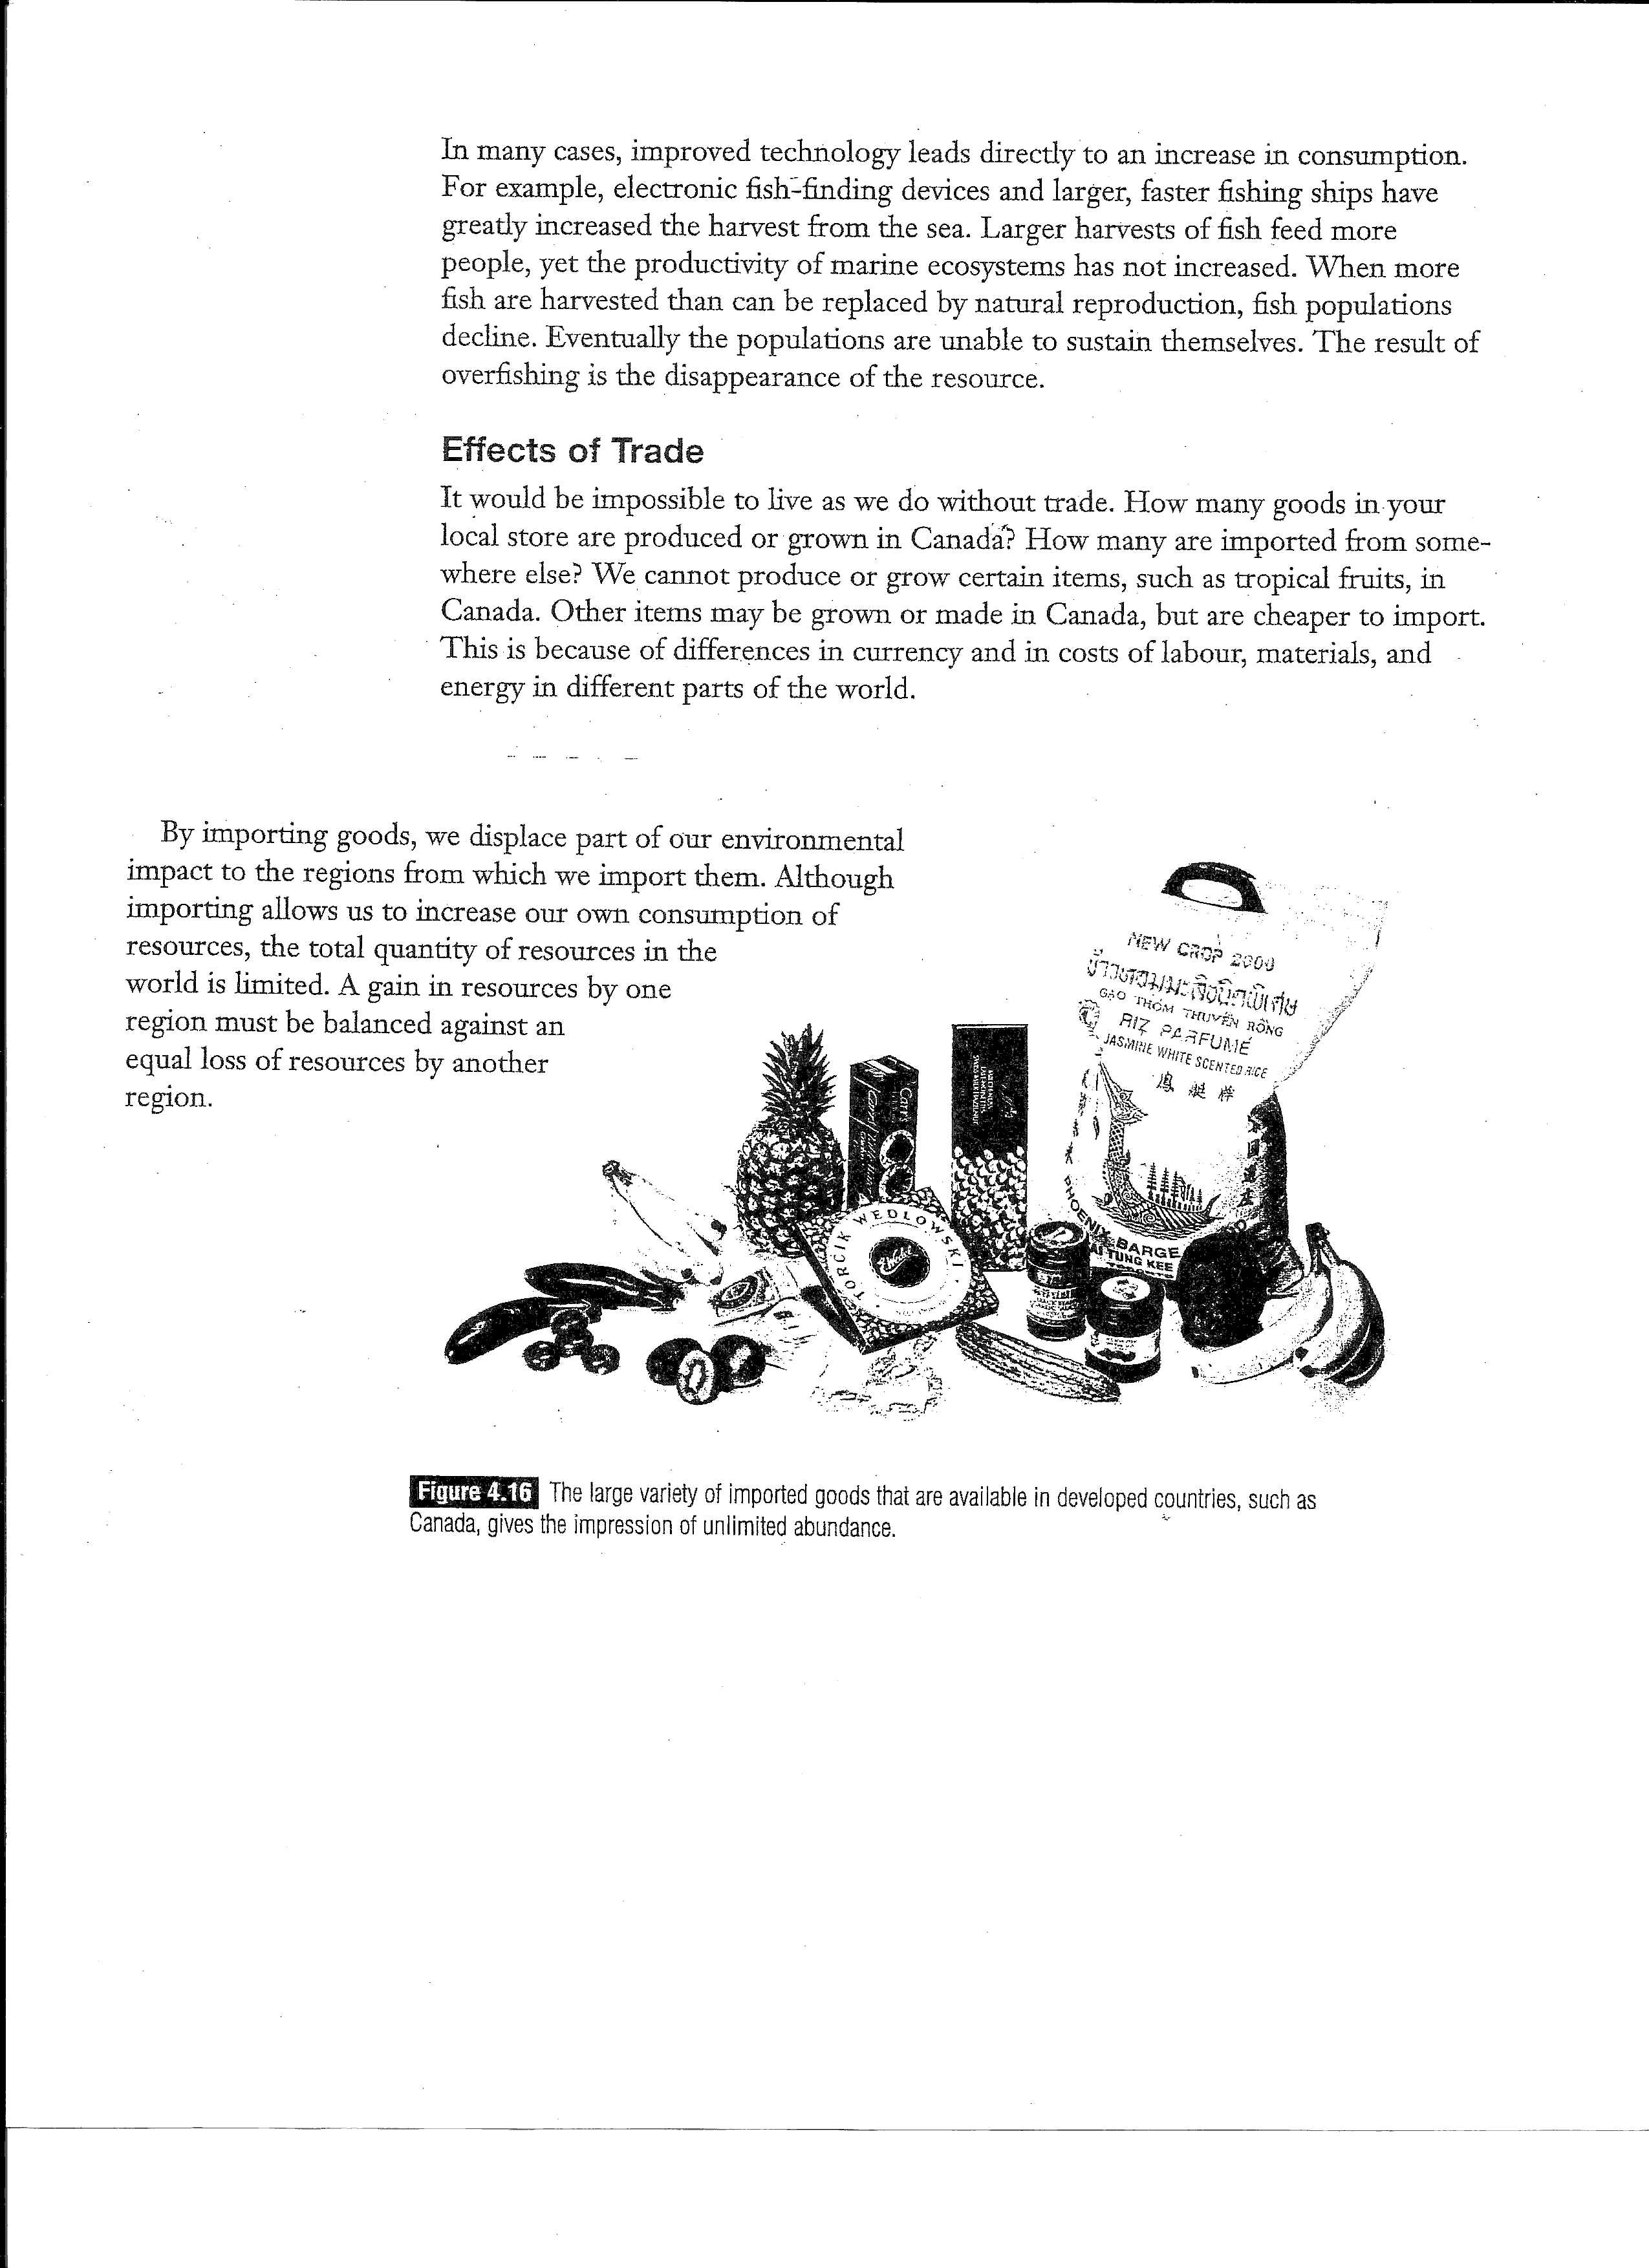 In many cases, improved technology leads directly to an increase in consumption.
For example, electronic fish-finding devices and larger, faster fishing ships have
greatly increased the harvest from the sea. Larger harvests of fish feed more
people, yet the productivity of marine ecosystems has not increased. When more
fish are harvested than can be replaced by natural reproduction, fish populations
decline. Eventually the populations are unable to sustain themselves. The result of
overfishing is the disappearance of the resource.
Effects of Trade
It would be impossible to live as we do without trade. How many goods in your
local store are produced or grown in Canada? How many are imported from some-
where else? We cannot produce or grow certain items, such as tropical fruits, in
Canada. Other items may be grown or made in Canada, but are cheaper to import.
This is because of differences in currency and in costs of labour, materials, and
energy in different parts of the world.
By importing goods, we displace part of our environmental
impact to the regions from which we import them. Although
importing allows us to increase our own consumption of
resources, the total quantity of resources in the
world is limited. A gain in resources by one
region must be balanced against an
equal loss of resources by another
region.
NEW CROP 2000
GAO THOM THUYỀN RỒNG
RIZ PARFUMÉ
JASMINE WHITE SCENTED RICE
PHOENIX BARGE
TUNG KEE
Carr's
TORCIK WEDLOWSKI
Figure 4.16 The large variety of imported goods that are available in developed countries, such as
Canada, gives the impression of unlimited abundance.